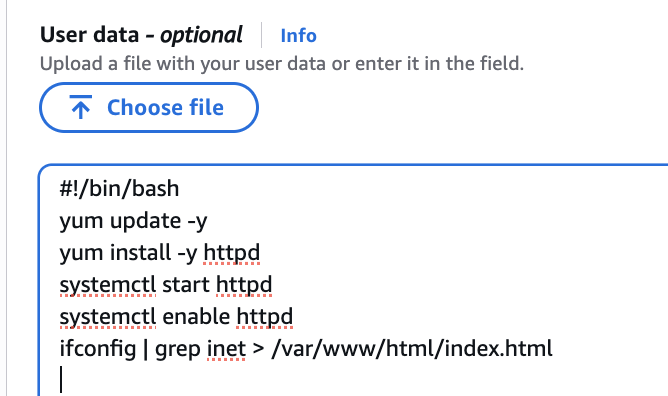 User data - optional Info
Upload a file with your user data or enter it in the field.
Choose file
#!/bin/bash
yum update -y
yum install -y httpd
systemctl start httpd
systemctl enable httpd
ifconfig | grep inet > /var/www/html/index.html